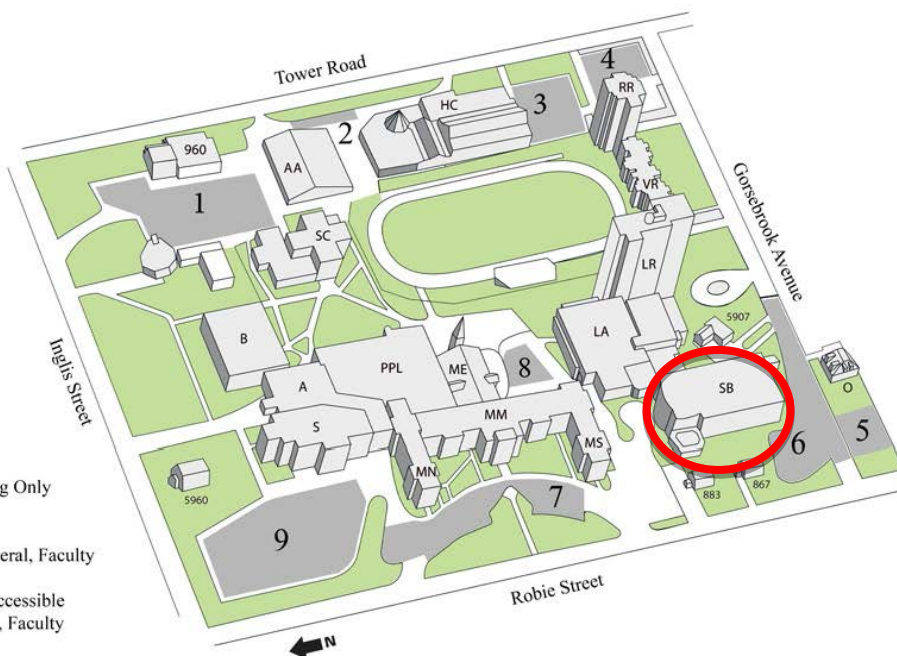 Tower Road
4
RR
HC
3
2
960
AA
VR
Gorsebrook Avenue
1
SC
LR
5907
Inglis Street
B
LA
PPL
ME
8
SB
O
A
MM
S
MS
6
5
MN
5960
883
867
7
9
g Only
eral, Faculty
ccessible
, Faculty
Robie Street
N